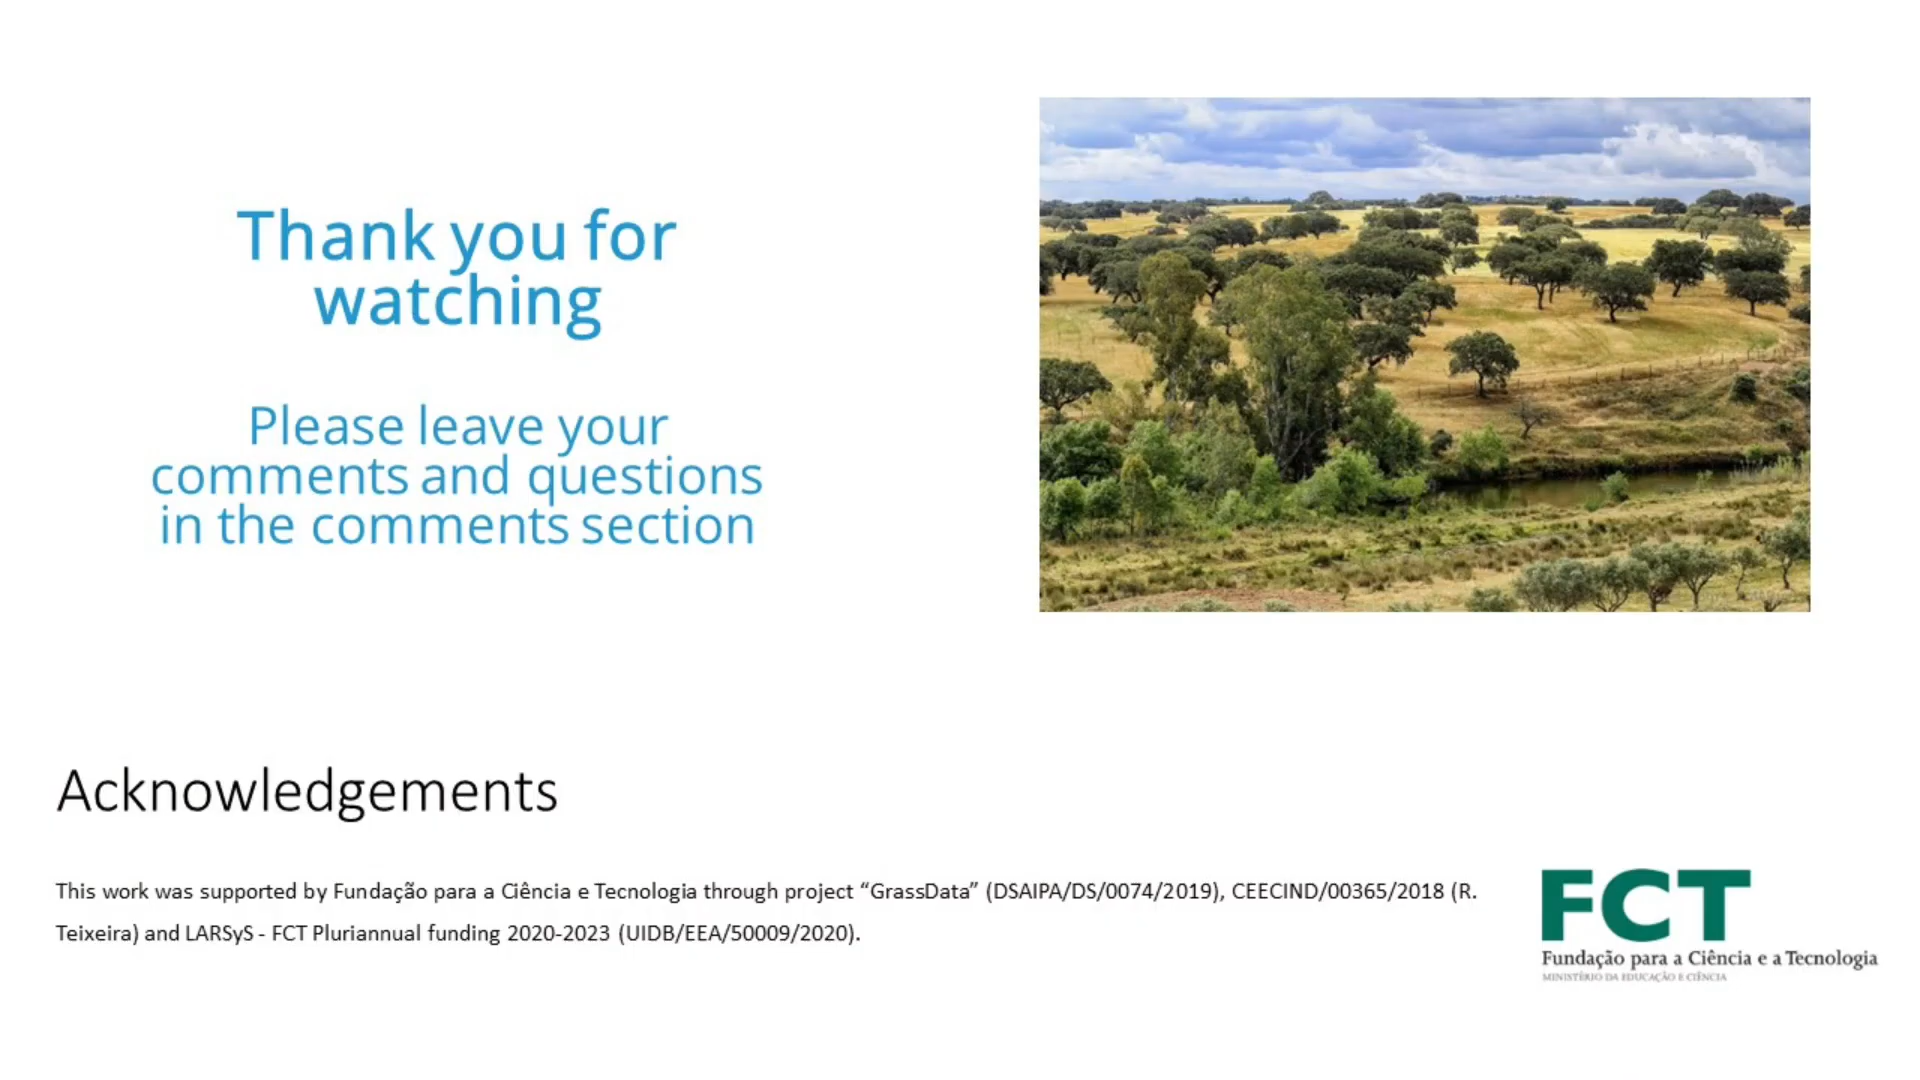 Thank you for
watching
Please leave your
comments and questions
in the comments section
Acknowledgements
This work was supported by Fundação para a Ciência e Tecnologia through project “GrassData” (DSAIPA/DS/0074/2019), CEECIND/00365/2018 (R.
Teixeira) and LARSyS - FCT Pluriannual funding 2020-2023 (UIDB/EEA/50009/2020).
FCT
Fundação para a Ciência e a Tecnologia
MINISTÉRIO DA EDUCAÇÃO E CIÊNCIA